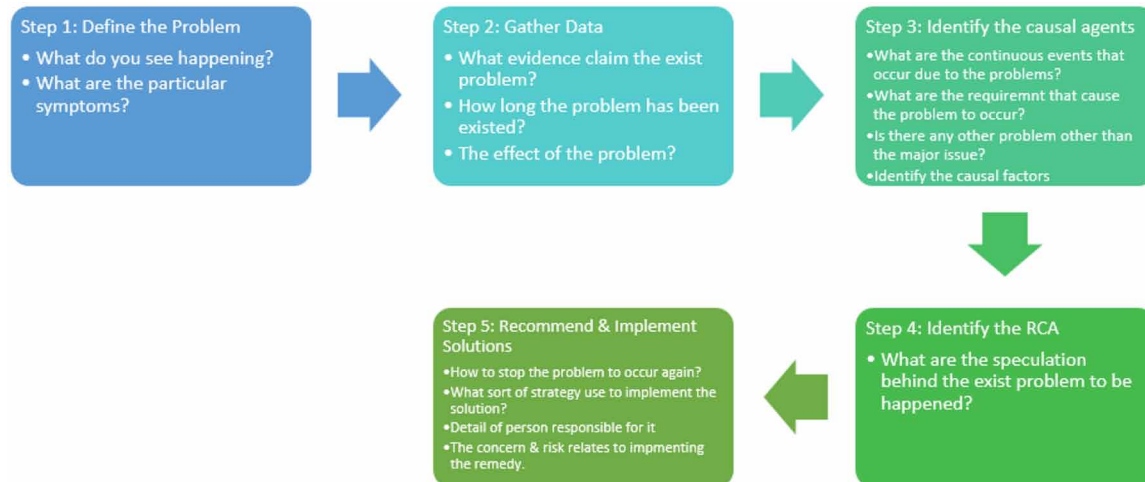 Step 1: Define the Problem
• What do you see happening?
• What are the particular
symptoms?
Step 2: Gather Data
• What evidence claim the exist
problem?
• How long the problem has been
existed?
• The effect of the problem?
Step 3: Identify the causal agents
•What are the continuous events that
occur due to the problems?
•What are the requiremnt that cause
the problem to occur?
•Is there any other problem other than
the major issue?
•Identify the causal factors
Step 4: Identify the RCA
• What are the speculation
behind the exist problem to be
happened?
Step 5: Recommend & Implement
Solutions
•How to stop the problem to occur again?
•What sort of strategy use to implement the
solution?
•Detail of person responsible for it
•The concern & risk relates to impmenting
the remedy.